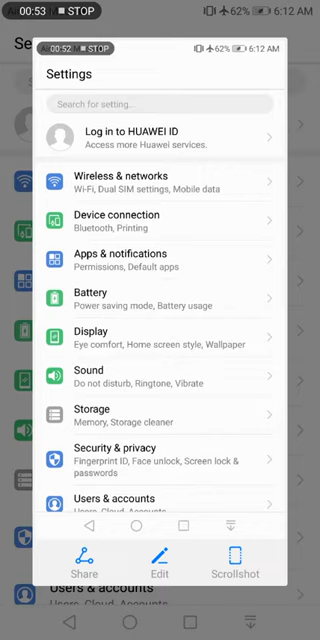 00:53 STOP
62% 6:12 AM
Se
00:52 STOP
62% 6:12 AM
Settings
Search for setting...
Log in to HUAWEI ID
Access more Huawei services.
Wireless & networks
Wi-Fi, Dual SIM settings, Mobile data
Device connection
Bluetooth, Printing
Apps & notifications
Permissions, Default apps
Battery
Power saving mode, Battery usage
Display
Eye comfort, Home screen style, Wallpaper
Sound
Do not disturb, Ringtone, Vibrate
Storage
Memory, Storage cleaner
Security & privacy
Fingerprint ID, Face unlock, Screen lock &
passwords
Users & accounts
Users, Cloud, Accounts
Share
Edit
Scrollshot
Users & accounts
Users, Cloud, Accounts